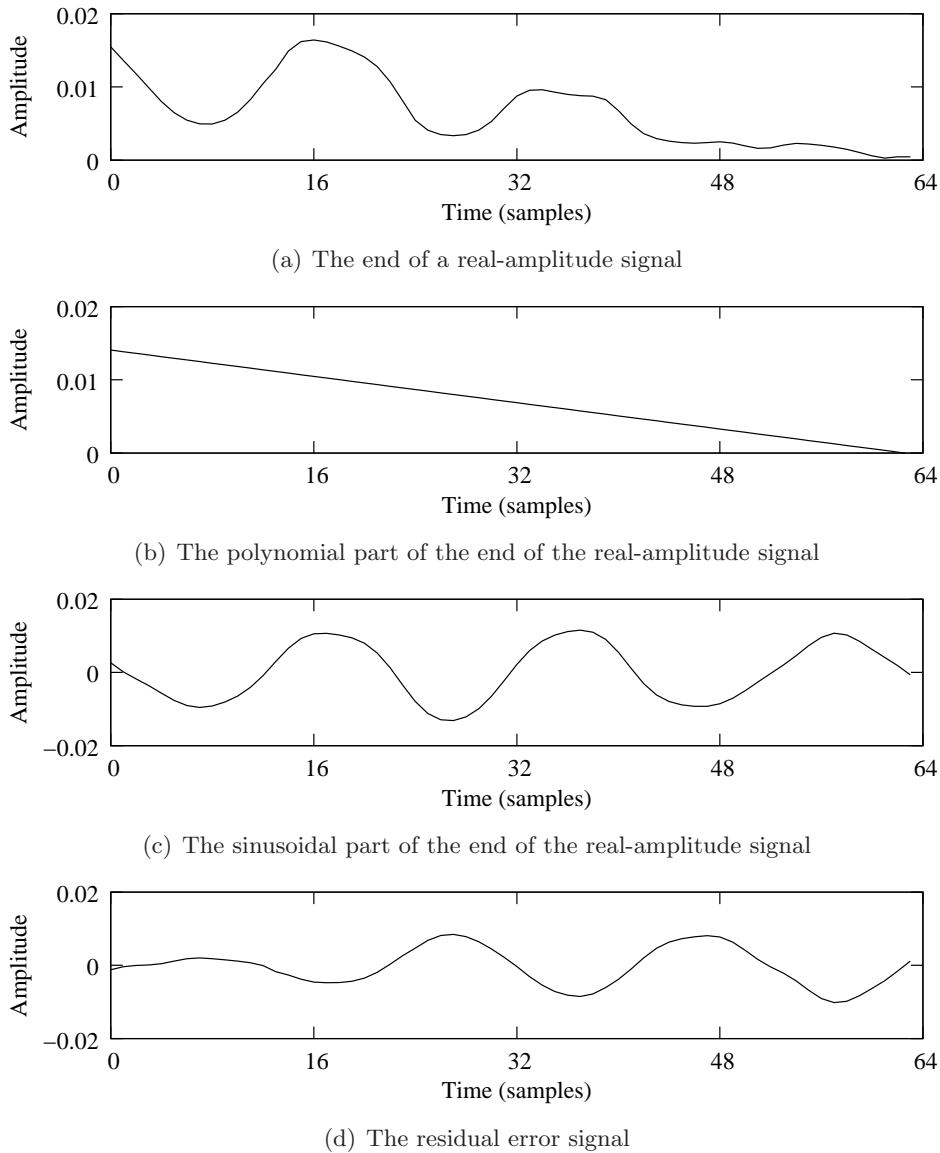 0.02
Amplitude
0.01
0
0 16 32 48 64
Time (samples)
(a) The end of a real-amplitude signal
0.02
Amplitude
0.01
0
0 16 32 48 64
Time (samples)
(b) The polynomial part of the end of the real-amplitude signal
0.02
Amplitude
0
−0.02
0 16 32 48 64
Time (samples)
(c) The sinusoidal part of the end of the real-amplitude signal
0.02
Amplitude
0
−0.02
0 16 32 48 64
Time (samples)
(d) The residual error signal